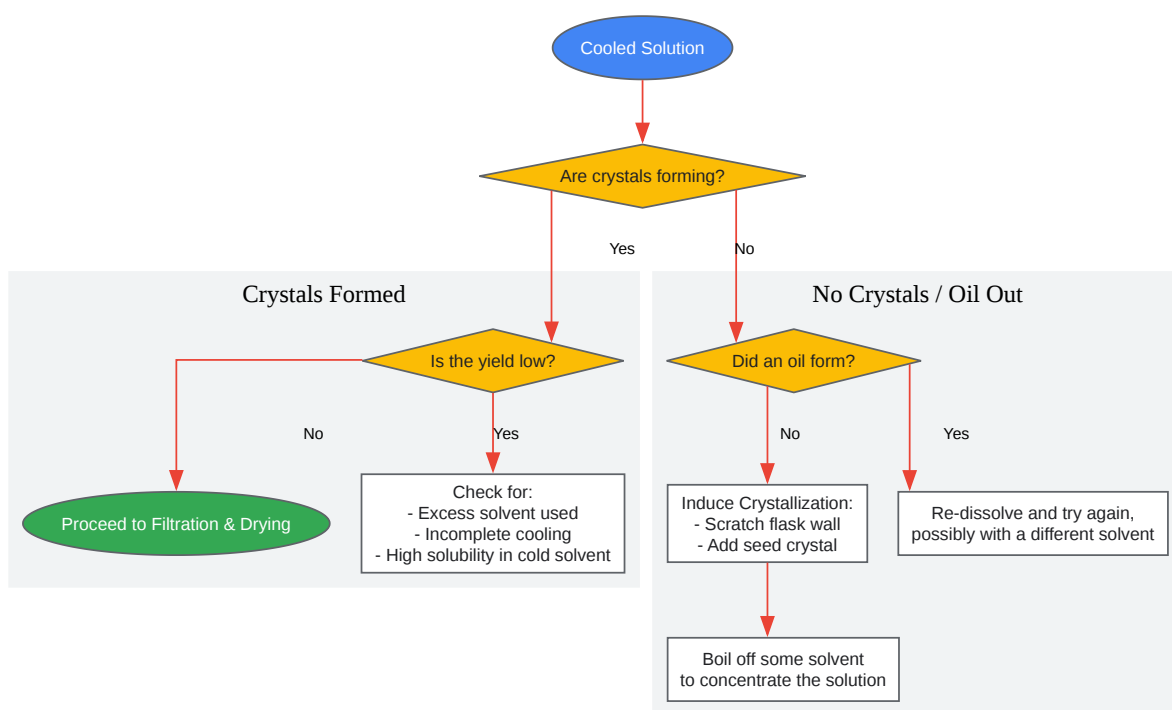 Cooled Solution
Are crystals forming?
Yes
No
Crystals Formed
No Crystals / Oil Out
Is the yield low?
Did an oil form?
No
Yes
No
Yes
Proceed to Filtration & Drying
Check for:
- Excess solvent used
- Incomplete cooling
- High solubility in cold solvent
Induce Crystallization:
- Scratch flask wall
- Add seed crystal
Re-dissolve and try again,
possibly with a different solvent
Boil off some solvent
to concentrate the solution